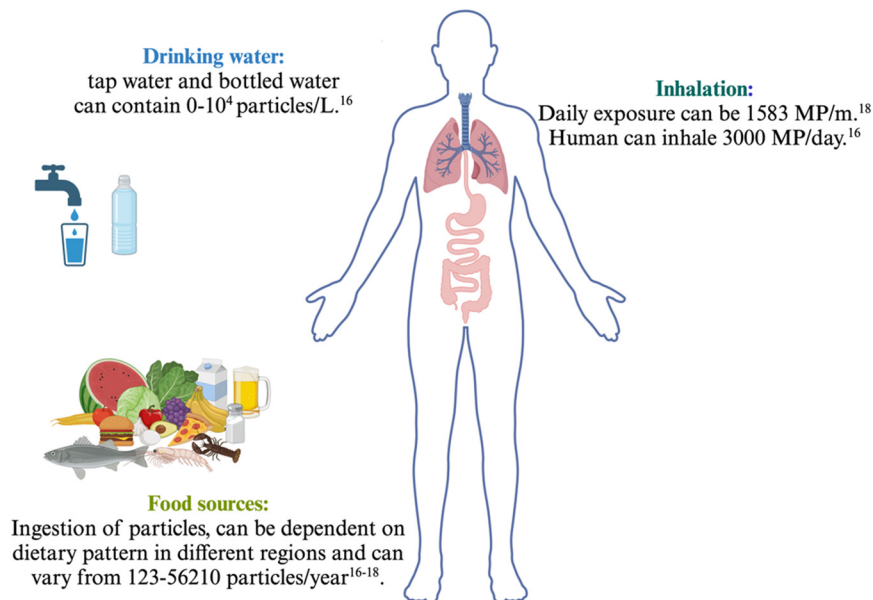 Drinking water:
tap water and bottled water
can contain 0-10⁴ particles/L.¹⁶
Inhalation:
Daily exposure can be 1583 MP/m.¹⁸
Human can inhale 3000 MP/day.¹⁶
Food sources:
Ingestion of particles, can be dependent on
dietary pattern in different regions and can
vary from 123-56210 particles/year¹⁶⁻¹⁸.